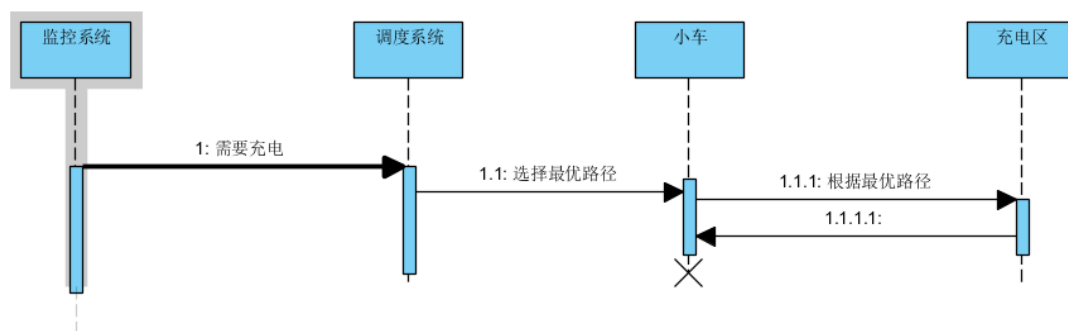 监控系统
调度系统
小车
充电区
1: 需要充电
1.1: 选择最优路径
1.1.1: 根据最优路径
1.1.1.1: